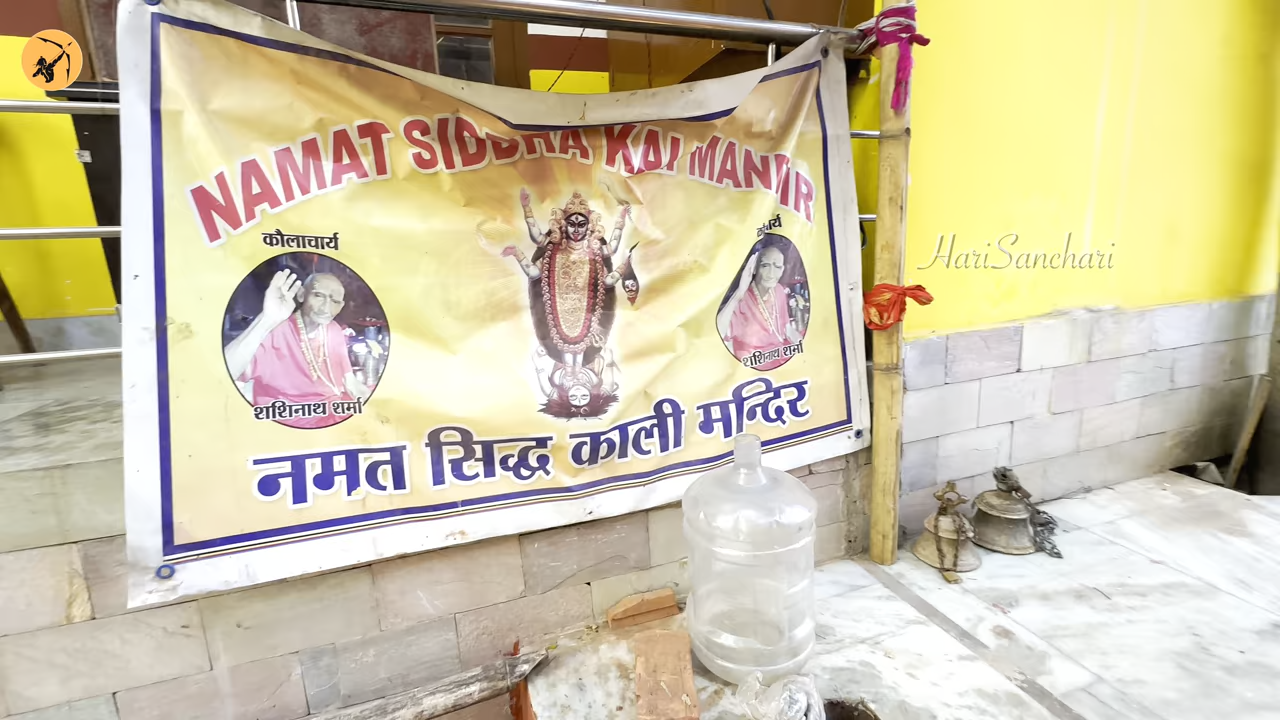 NAMAT SIDDHA KALI MANDIR
कौलाचार्य
शशिनाथ शर्मा
शशिनाथ शर्मा
नमत सिद्ध काली मन्दिर
HariSanchari